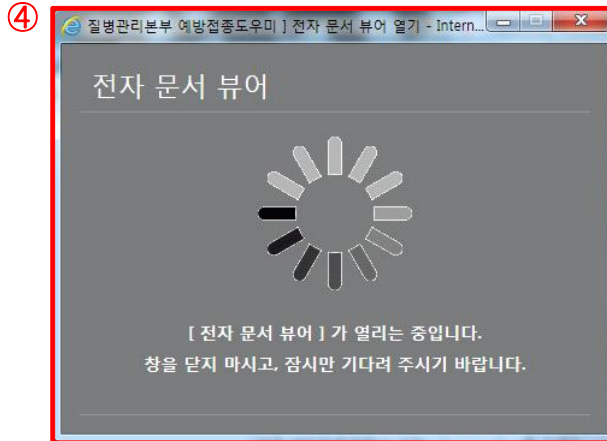 ④
질병관리본부 예방접종도우미 ] 전자 문서 뷰어 열기 - Intern...
전자 문서 뷰어
[ 전자 문서 뷰어 ] 가 열리는 중입니다.
창을 닫지 마시고, 잠시만 기다려 주시기 바랍니다.